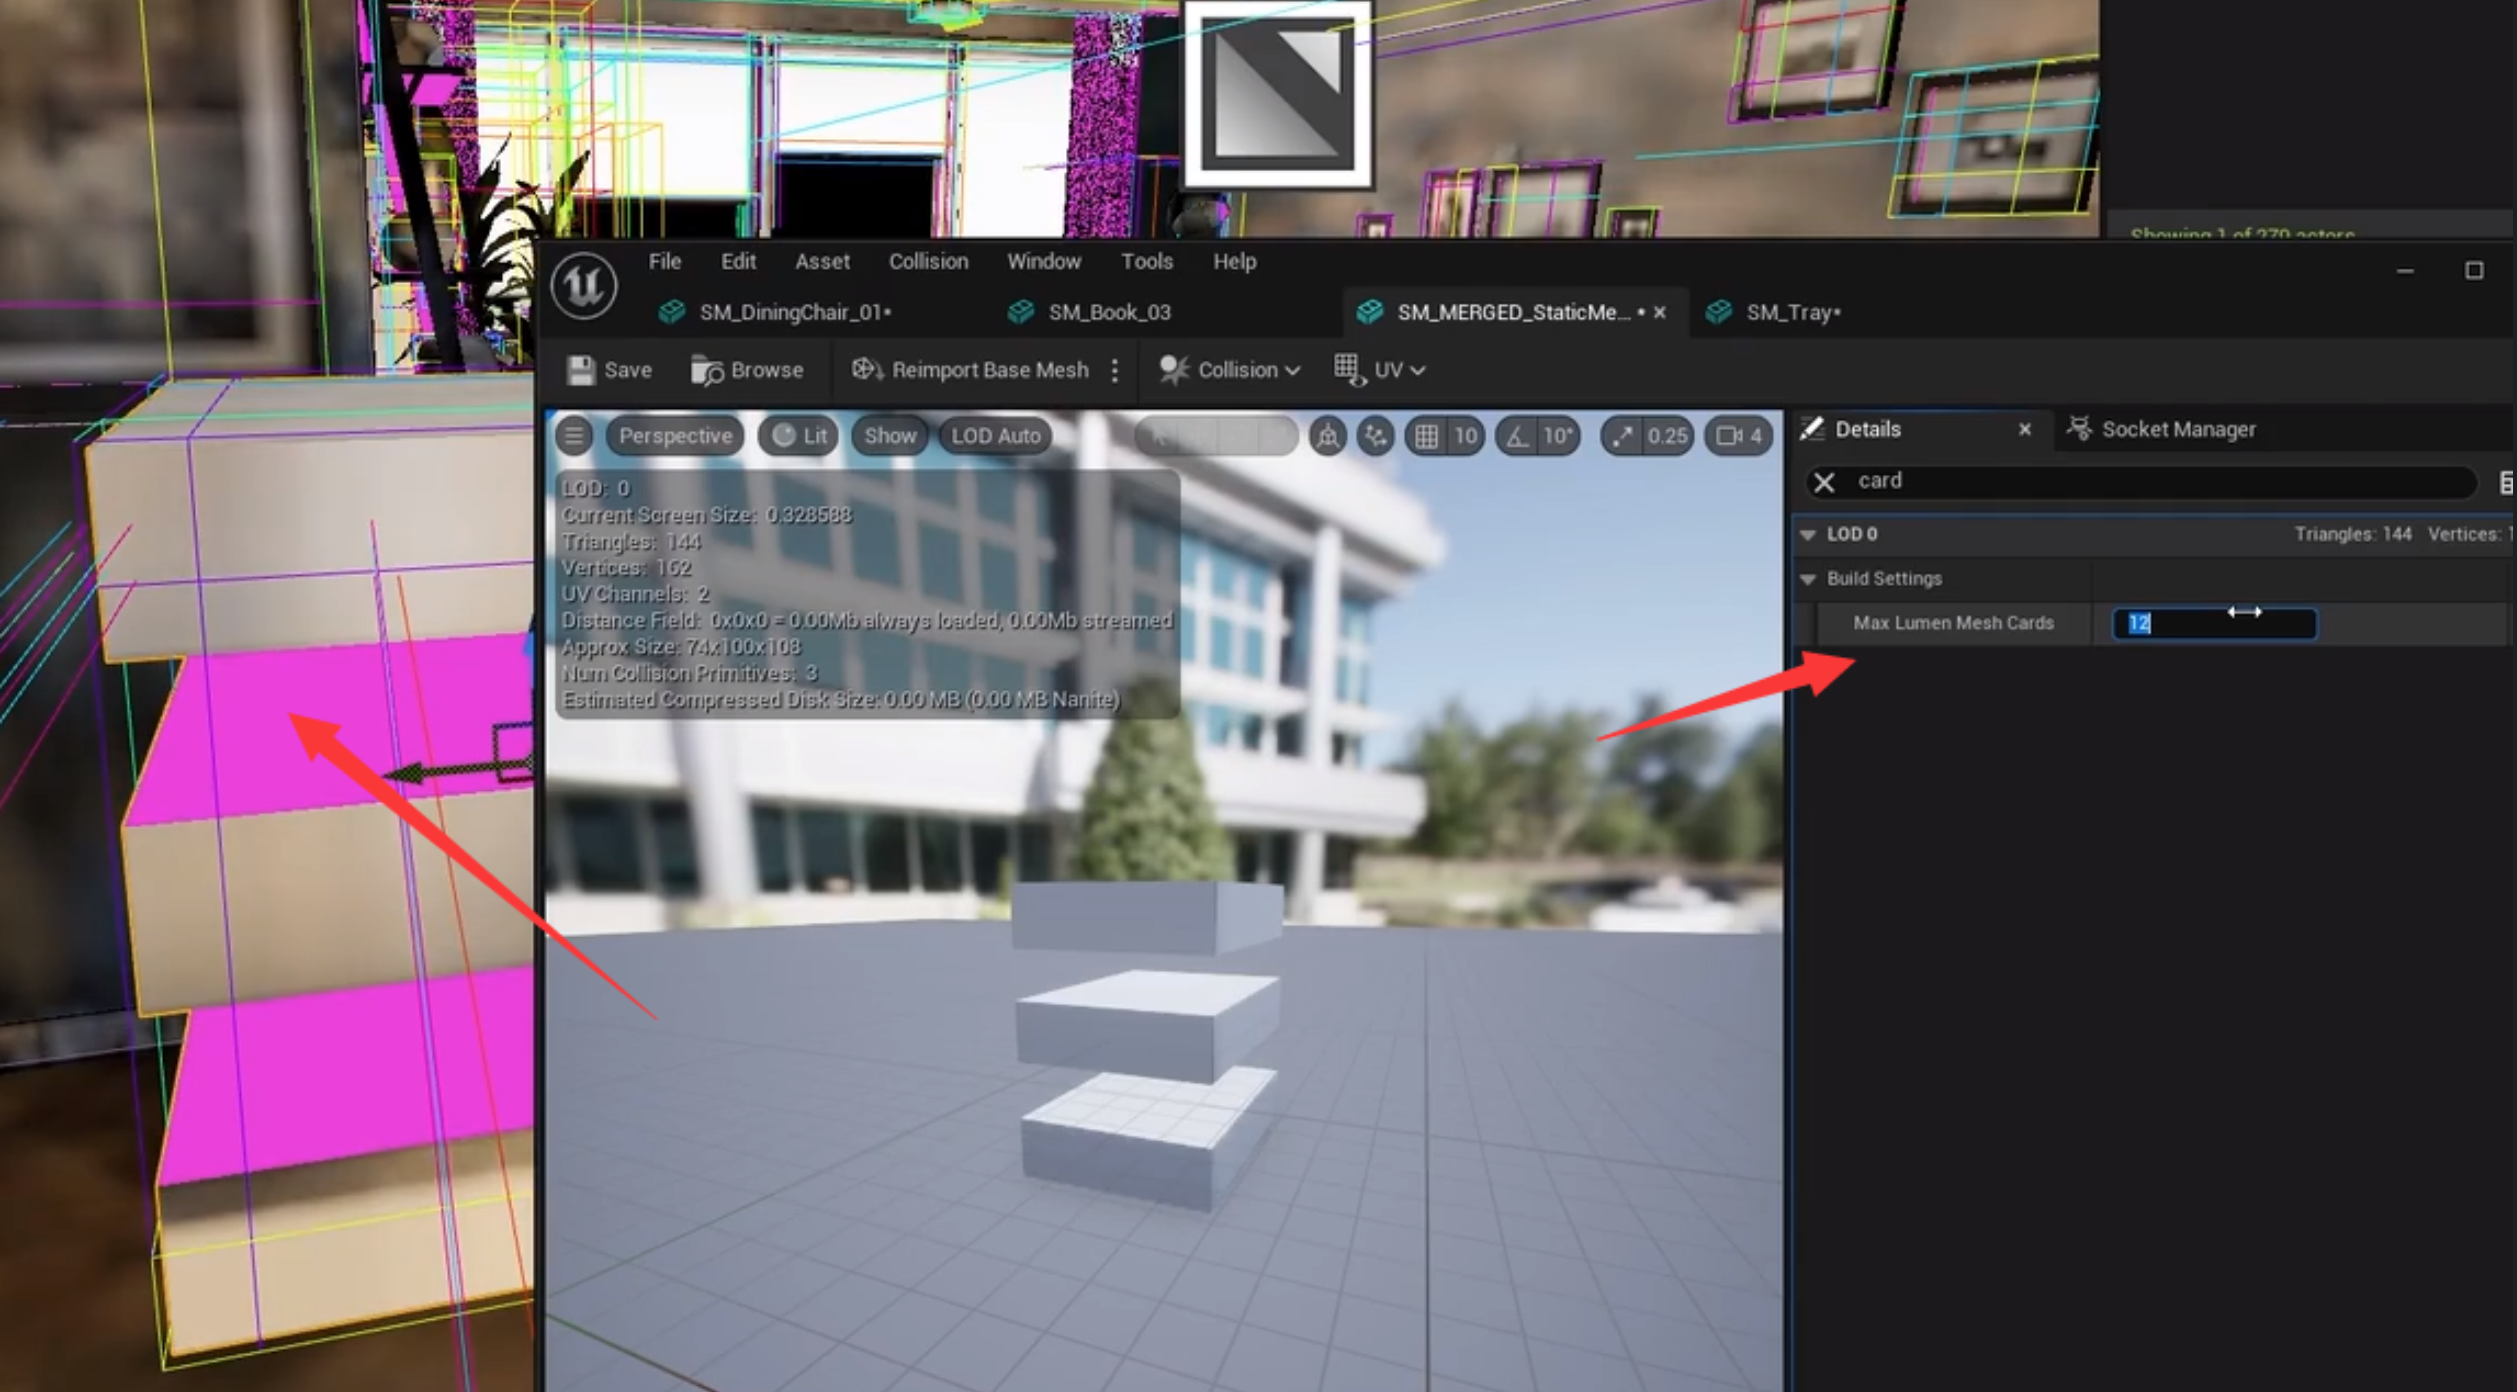 Showing 1 of 279 actors
File Edit Asset Collision Window Tools Help
SM_DiningChair_01* SM_Book_03 SM_MERGED_StaticMe... • × SM_Tray*
Save Browse Reimport Base Mesh Collision UV
Perspective Lit Show LOD Auto 10 10° 0.25 4
Details × Socket Manager
card
LOD: 0
Current Screen Size: 0.328588
Triangles: 144
Vertices: 162
UV Channels: 2
Distance Field: 0x0x0 = 0.00Mb always loaded, 0.00Mb streamed
Approx Size: 74x100x108
Num Collision Primitives: 3
Estimated Compressed Disk Size: 0.00 MB (0.00 MB Nanite)
LOD 0 Triangles: 144 Vertices: 1
Build Settings
Max Lumen Mesh Cards 12